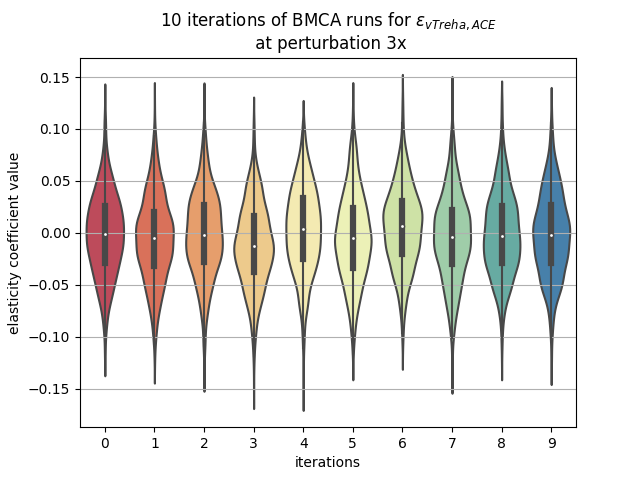 10 iterations of BMCA runs for ε_{vTreha, ACE}
at perturbation 3x
elasticity coefficient value
0.15
0.10
0.05
0.00
−0.05
−0.10
−0.15
0 1 2 3 4 5 6 7 8 9
iterations